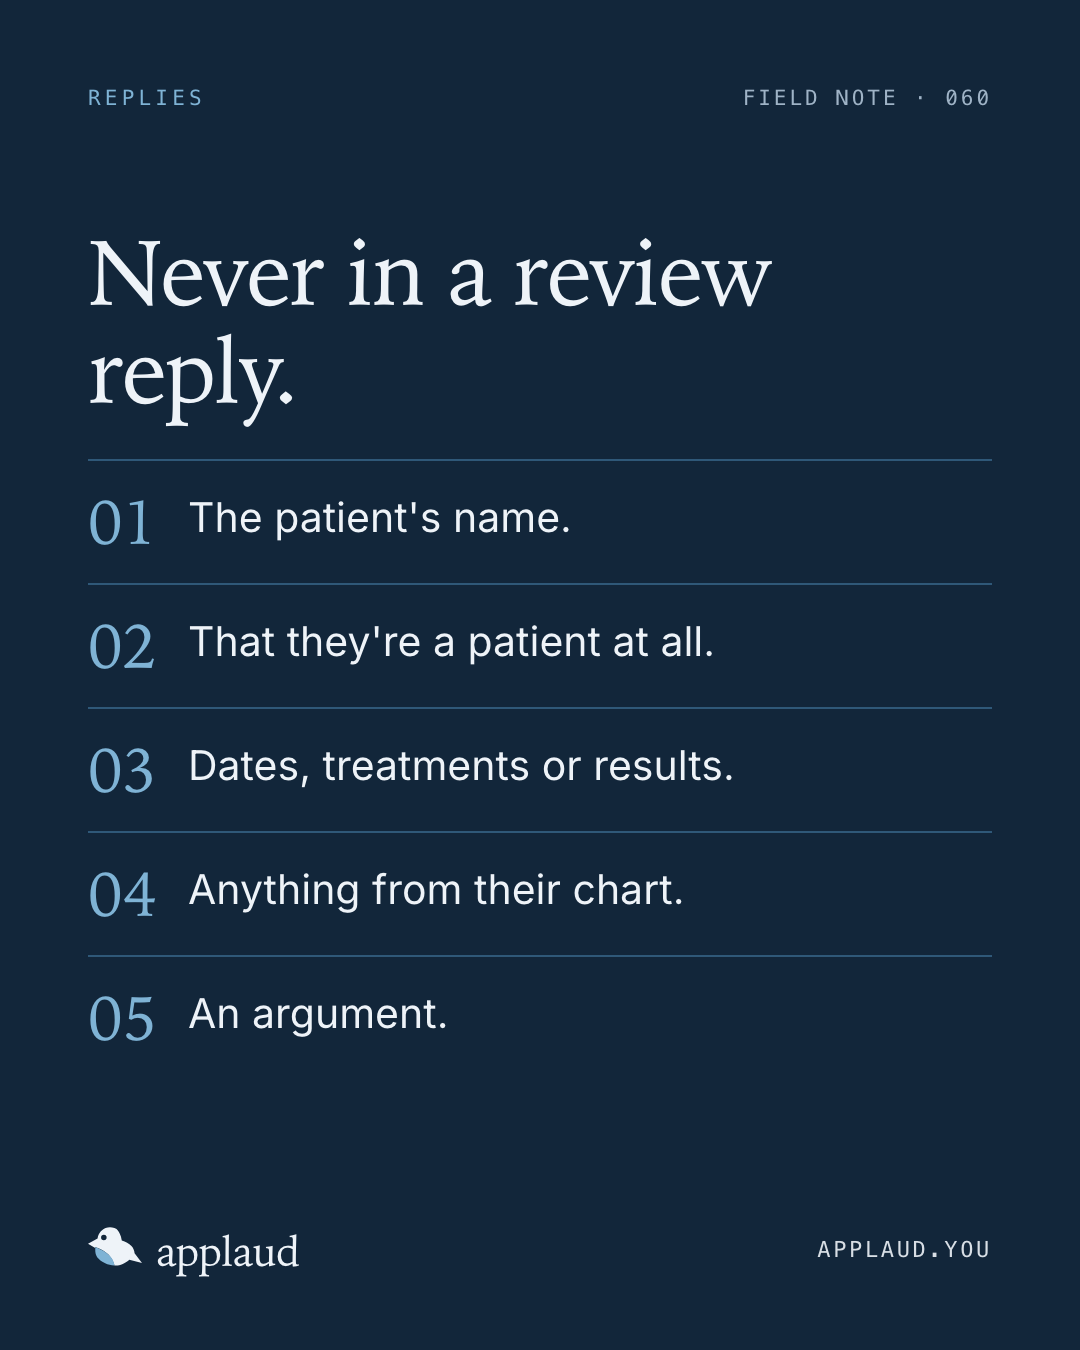 REPLIES
FIELD NOTE · 060
Never in a review
reply.
01 The patient's name.
02 That they're a patient at all.
03 Dates, treatments or results.
04 Anything from their chart.
05 An argument.
applaud
APPLAUD.YOU